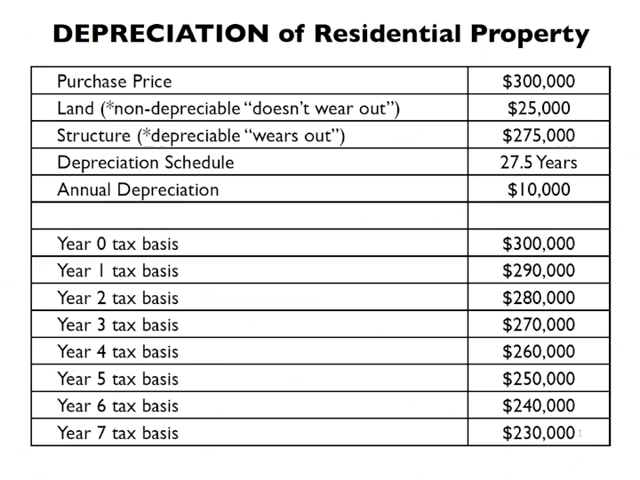 DEPRECIATION of Residential Property
Purchase Price $300,000
Land (*non-depreciable “doesn’t wear out”) $25,000
Structure (*depreciable “wears out”) $275,000
Depreciation Schedule 27.5 Years
Annual Depreciation $10,000
Year 0 tax basis $300,000
Year 1 tax basis $290,000
Year 2 tax basis $280,000
Year 3 tax basis $270,000
Year 4 tax basis $260,000
Year 5 tax basis $250,000
Year 6 tax basis $240,000
Year 7 tax basis $230,000